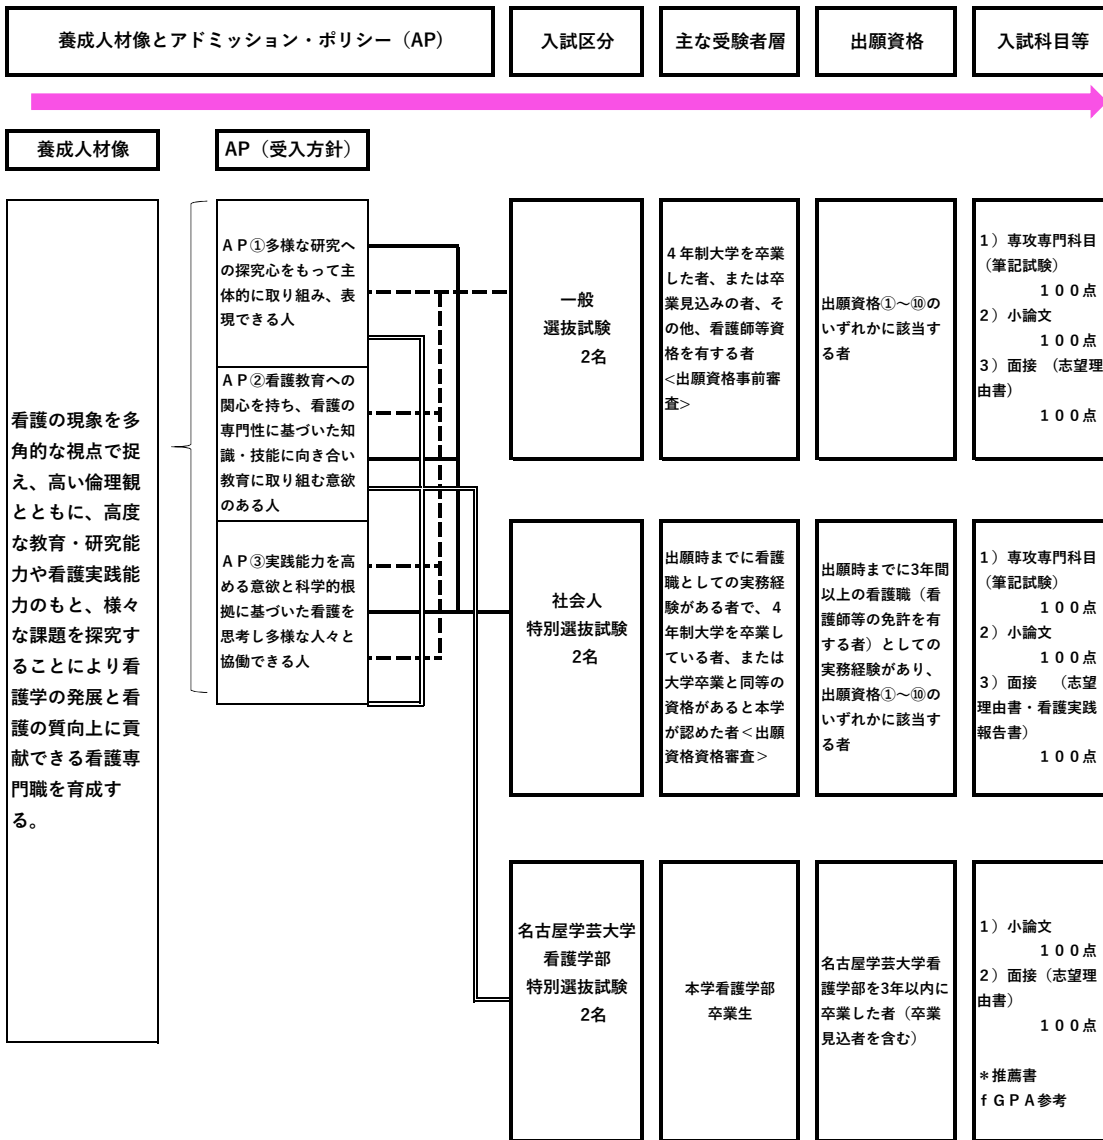 養成人材像とアドミッション・ポリシー（AP）
入試区分
主な受験者層
出願資格
入試科目等
養成人材像
AP（受入方針）
看護の現象を多
角的な視点で捉
え、高い倫理観
とともに、高度
な教育・研究能
力や看護実践能
力のもと、様々
な課題を探究す
ることにより看
護学の発展と看
護の質向上に貢
献できる看護専
門職を育成す
る。
ＡＰ①多様な研究へ
の探究心をもって主
体的に取り組み、表
現できる人
ＡＰ②看護教育への
関心を持ち、看護の
専門性に基づいた知
識・技能に向き合い
教育に取り組む意欲
のある人
ＡＰ③実践能力を高
める意欲と科学的根
拠に基づいた看護を
思考し多様な人々と
協働できる人
一般
選抜試験
2名
４年制大学を卒業
した者、または卒
業見込みの者、そ
の他、看護師等資
格を有する者
<出願資格事前審
査>
出願資格①～⑩の
いずれかに該当す
る者
１）専攻専門科目
（筆記試験）
１００点
２）小論文
１００点
３）面接　（志望理
由書）
１００点
社会人
特別選抜試験
2名
出願時までに看護
職としての実務経
験がある者で、４
年制大学を卒業し
ている者、または
大学卒業と同等の
資格があると本学
が認めた者＜出願
資格資格審査＞
出願時までに3年間
以上の看護職（看
護師等の免許を有
する者）としての
実務経験があり、
出願資格①～⑩の
いずれかに該当す
る者
１）専攻専門科目
（筆記試験）
１００点
２）小論文
１００点
３）面接　（志望
理由書・看護実践
報告書）
１００点
名古屋学芸大学
看護学部
特別選抜試験
2名
本学看護学部
卒業生
名古屋学芸大学看
護学部を3年以内に
卒業した者（卒業
見込者を含む）
１）小論文
１００点
２）面接（志望理
由書）
１００点
＊推薦書
ｆＧＰＡ参考